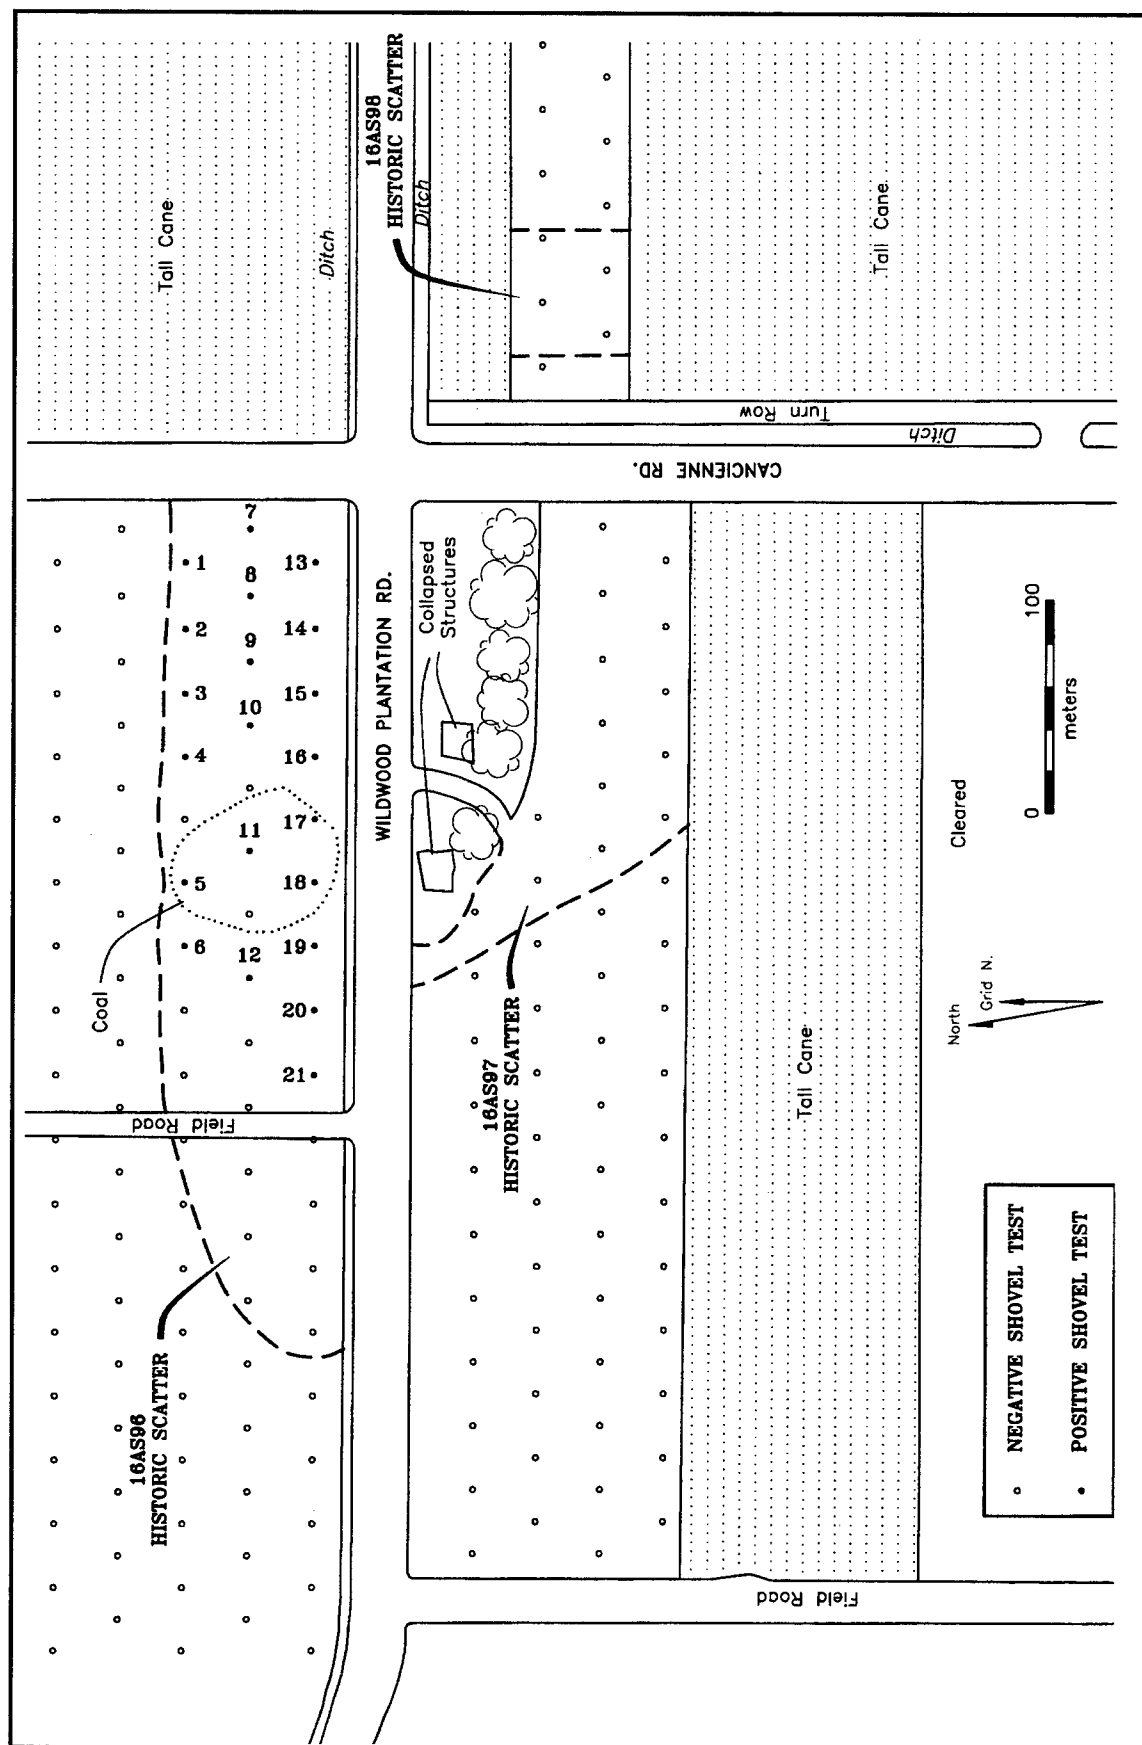 16AS98
HISTORIC SCATTER
Tall Cane
Ditch
Ditch
Tall Cane
Turn Row
Ditch
CANCIENNE RD.
7
1
8
13
2
9
14
3
10
15
4
16
11
17
5
18
6
12
19
20
21
Coal
WILDWOOD PLANTATION RD.
Collapsed
Structures
Field Road
16AS97
HISTORIC SCATTER
16AS96
HISTORIC SCATTER
Tall Cane
Cleared
0
100
meters
North
Grid N.
Field Road
NEGATIVE SHOVEL TEST
POSITIVE SHOVEL TEST